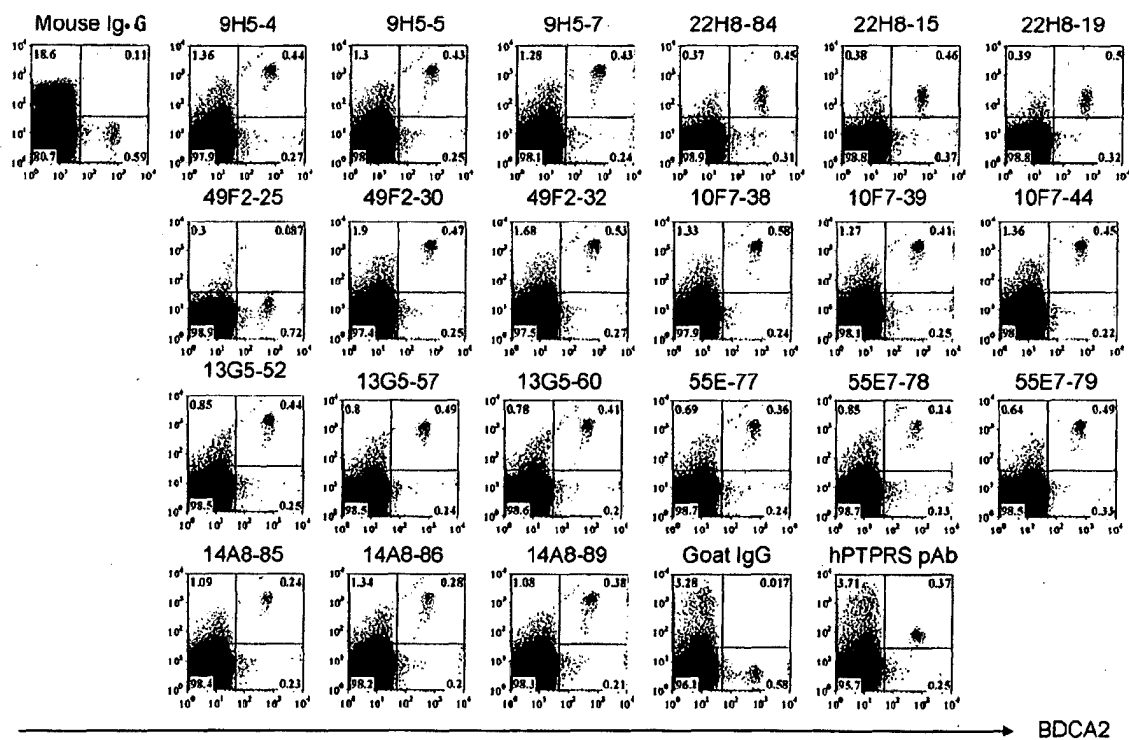 Mouse Ig.G 9H5-4 9H5-5 9H5-7 22H8-84 22H8-15 22H8-19
18.6 0.11 1.36 0.44 1.3 0.43 1.28 0.43 0.37 0.45 0.38 0.46 0.39 0.5
80.7 0.59 97.9 0.27 98 0.25 98.1 0.24 98.9 0.31 98.8 0.37 98.8 0.32
49F2-25 49F2-30 49F2-32 10F7-38 10F7-39 10F7-44
0.3 0.087 1.9 0.47 1.68 0.53 1.33 0.58 1.27 0.41 1.36 0.45
98.9 0.72 97.4 0.25 97.5 0.27 97.9 0.24 98.1 0.25 98 0.22
13G5-52 13G5-57 13G5-60 55E-77 55E7-78 55E7-79
0.85 0.44 0.8 0.49 0.78 0.41 0.69 0.36 0.85 0.64 0.49
98.5 0.25 98.5 98.6 0.2 98.7 0.24 98.7 98.5
14A8-85 14A8-86 14A8-89 Goat IgG hPTPRS pAb
1.09 0.24 1.34 0.28 1.08 0.38 3.28 0.017 3.71 0.37
98.4 0.23 98.2 0.2 98.3 0.21 96.1 0.58 95.7 0.25
BDCA2